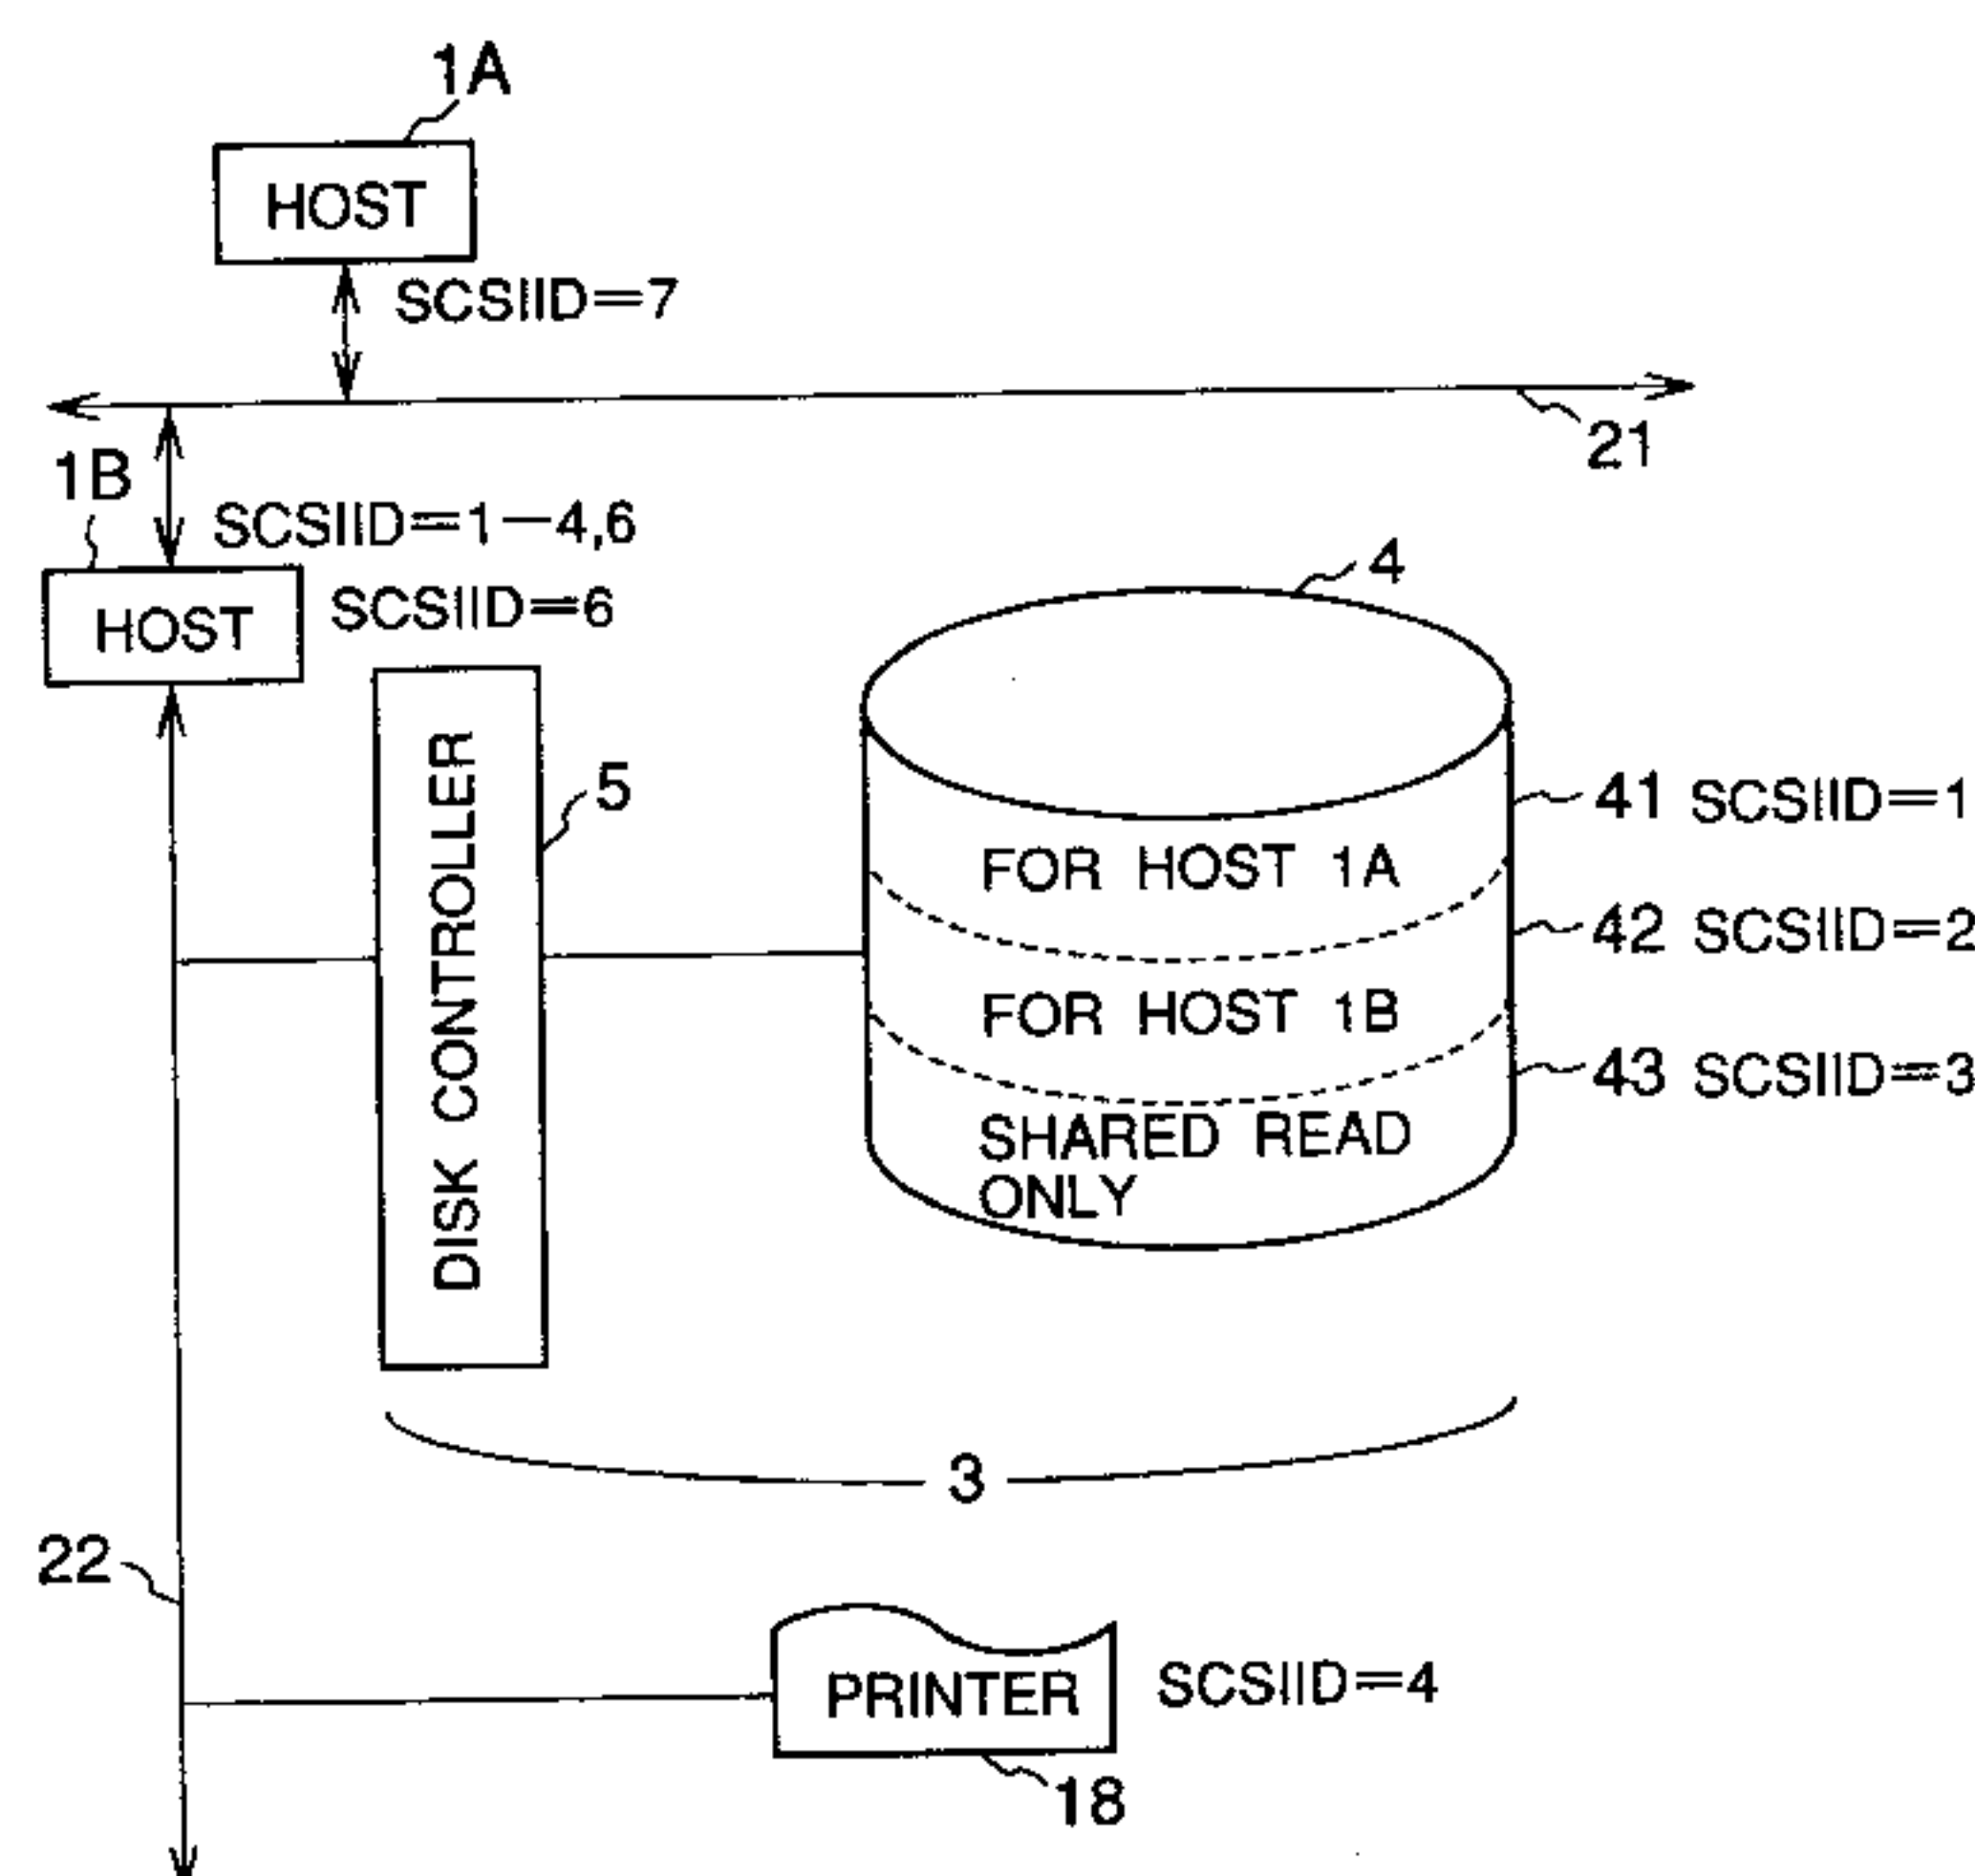 1A
HOST
SCSIID=7
21
1B
SCSIID=1-4,6
HOST
SCSIID=6
4
DISK CONTROLLER
5
41 SCSIID=1
FOR HOST 1A
42 SCSIID=2
FOR HOST 1B
43 SCSIID=3
SHARED READ
ONLY
3
22
PRINTER
SCSIID=4
18